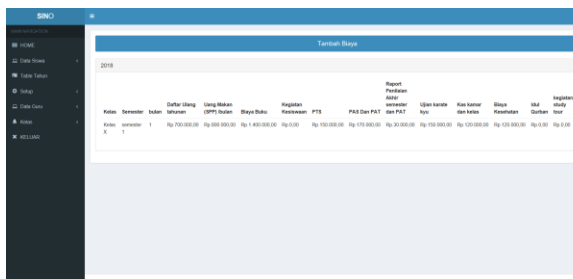 SINO
HOME
Tambah Biaya
Data Siswa
2018
Table Tahun
Setup
Data Guru
Kelas
KELUAR
Kelas Semester bulan Daftar Ulang tahunan Uang Makan (SPP) /bulan Biaya Buku Kegiatan Kesiswaan PTS PAS Dan PAT Raport Penilaian Akhir semester dan PAT Ujian karate kyu Kas kamar dan kelas Biaya Kesehatan Idul Qurban kegiatan study tour
Kelas X semester 1 1 Rp.700.000,00 Rp.600.000,00 Rp.1.400.000,00 Rp.0,00 Rp.150.000,00 Rp.170.000,00 Rp.30.000,00 Rp.150.000,00 Rp.120.000,00 Rp.120.000,00 Rp.0,00 Rp.0,00